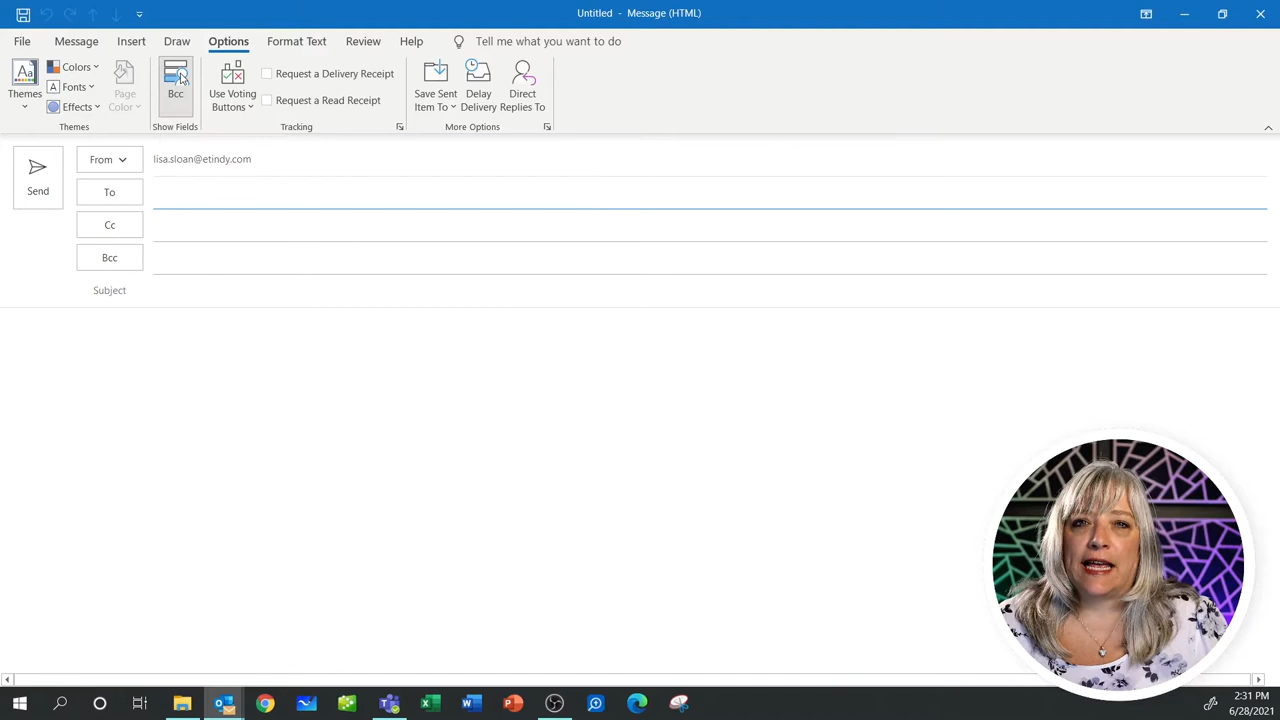 Untitled - Message (HTML)
File Message Insert Draw Options Format Text Review Help Tell me what you want to do
Aa Themes Colors Fonts Effects Page Color Bcc Use Voting Buttons Request a Delivery Receipt Request a Read Receipt Save Sent Item To Delay Delivery Direct Replies To
Themes Show Fields Tracking More Options
Send
From lisa.sloan@etindy.com
To
Cc
Bcc
Subject
2:31 PM
6/28/2021